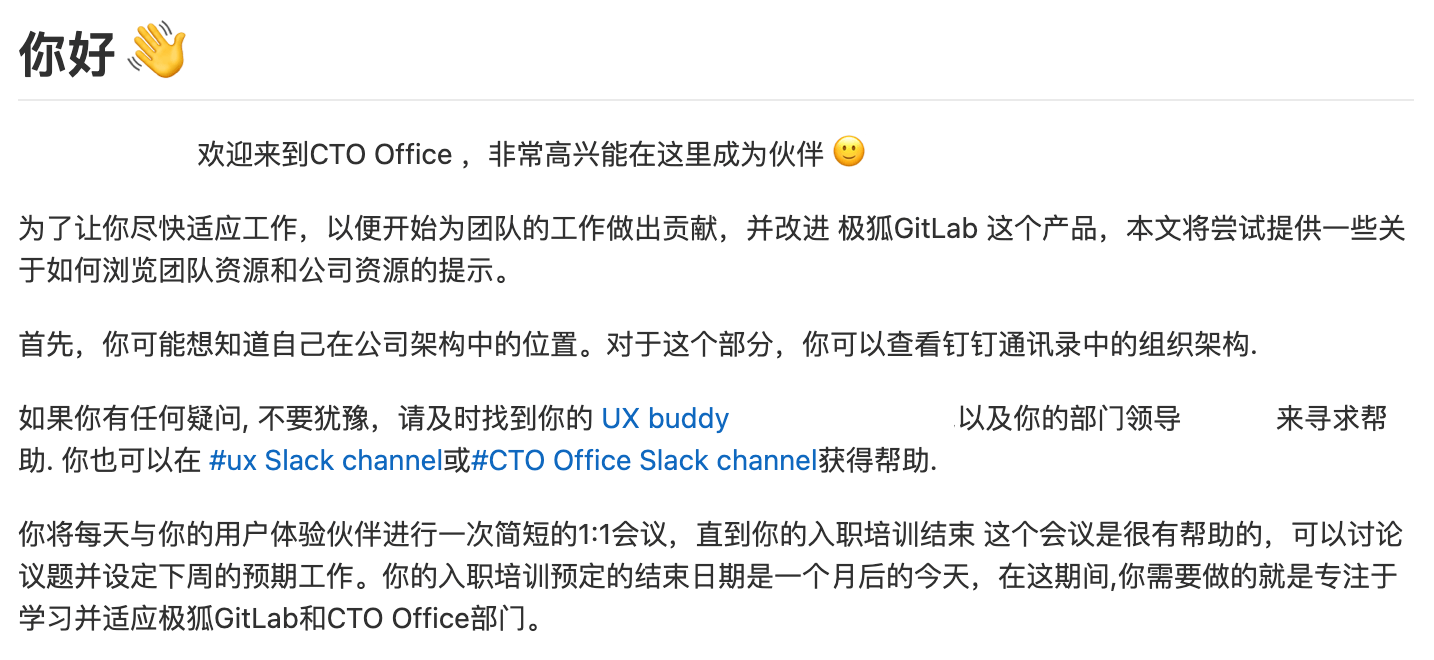 你好 👋
欢迎来到CTO Office ，非常高兴能在这里成为伙伴 🙂
为了让你尽快适应工作，以便开始为团队的工作做出贡献，并改进 极狐GitLab 这个产品，本文将尝试提供一些关
于如何浏览团队资源和公司资源的提示。
首先，你可能想知道自己在公司架构中的位置。对于这个部分，你可以查看钉钉通讯录中的组织架构.
如果你有任何疑问, 不要犹豫，请及时找到你的 UX buddy 以及你的部门领导 来寻求帮
助. 你也可以在 #ux Slack channel或#CTO Office Slack channel获得帮助.
你将每天与你的用户体验伙伴进行一次简短的1:1会议，直到你的入职培训结束 这个会议是很有帮助的，可以讨论
议题并设定下周的预期工作。你的入职培训预定的结束日期是一个月后的今天，在这期间,你需要做的就是专注于
学习并适应极狐GitLab和CTO Office部门。